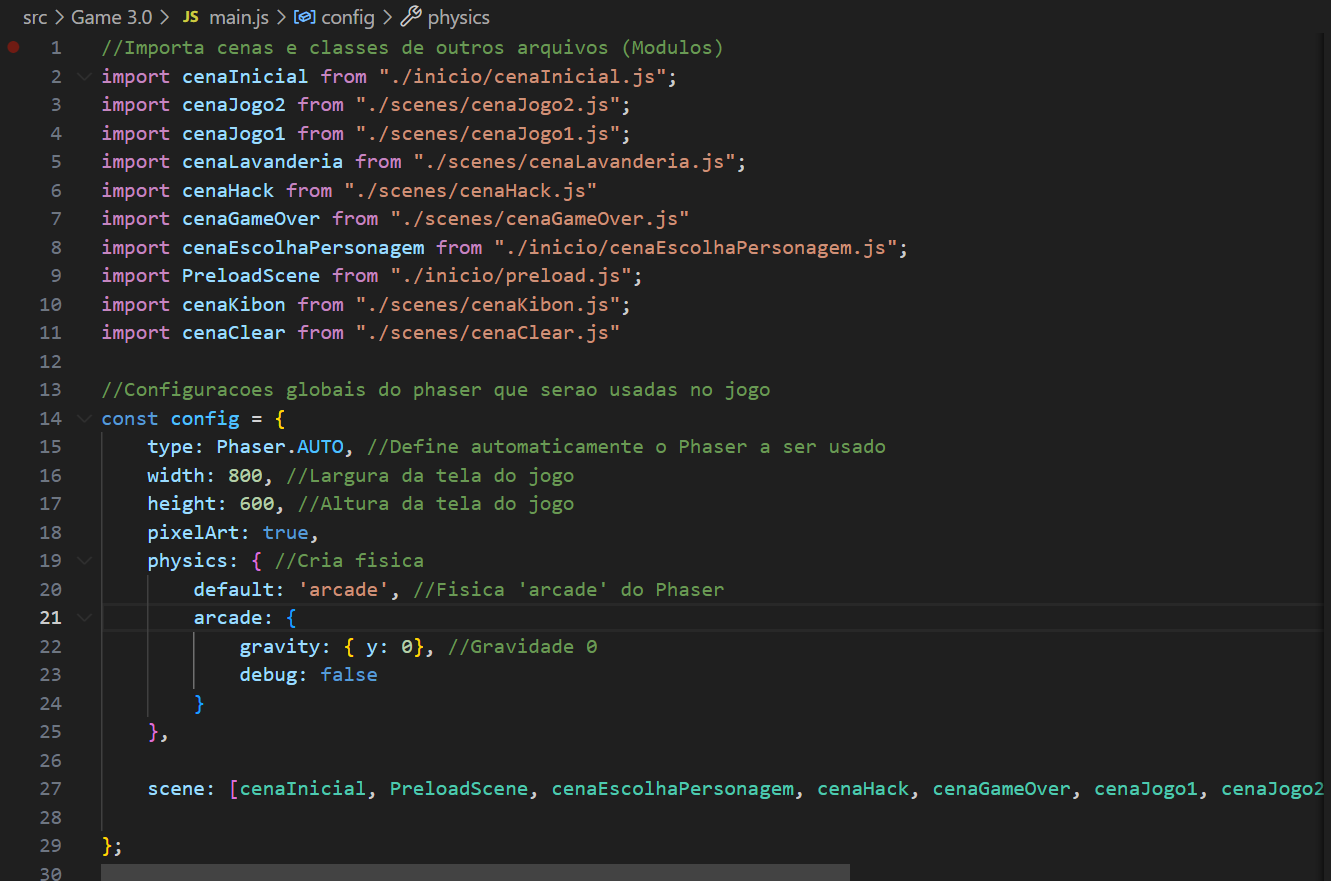 src > Game 3.0 > JS main.js > config > physics
1 //Importa cenas e classes de outros arquivos (Modulos)
2 import cenaInicial from "./inicio/cenaInicial.js";
3 import cenaJogo2 from "./scenes/cenaJogo2.js";
4 import cenaJogo1 from "./scenes/cenaJogo1.js";
5 import cenaLavanderia from "./scenes/cenaLavanderia.js";
6 import cenaHack from "./scenes/cenaHack.js"
7 import cenaGameOver from "./scenes/cenaGameOver.js"
8 import cenaEscolhaPersonagem from "./inicio/cenaEscolhaPersonagem.js";
9 import PreloadScene from "./inicio/preload.js";
10 import cenaKibon from "./scenes/cenaKibon.js";
11 import cenaClear from "./scenes/cenaClear.js"
12
13 //Configuracoes globais do phaser que serao usadas no jogo
14 const config = {
15 type: Phaser.AUTO, //Define automaticamente o Phaser a ser usado
16 width: 800, //Largura da tela do jogo
17 height: 600, //Altura da tela do jogo
18 pixelArt: true,
19 physics: { //Cria fisica
20 default: 'arcade', //Fisica 'arcade' do Phaser
21 arcade: {
22 gravity: { y: 0}, //Gravidade 0
23 debug: false
24 }
25 },
26
27 scene: [cenaInicial, PreloadScene, cenaEscolhaPersonagem, cenaHack, cenaGameOver, cenaJogo1, cenaJogo2
28
29 };
30